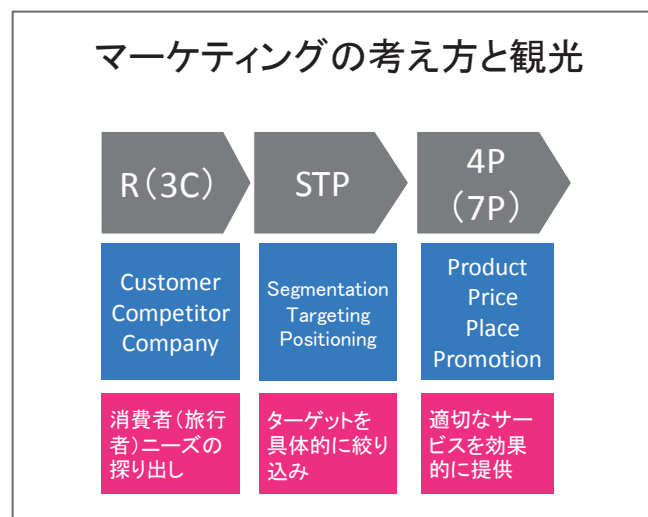 マーケティングの考え方と観光
R（3C）
STP
4P
（7P）
Customer
Competitor
Company
Segmentation
Targeting
Positioning
Product
Price
Place
Promotion
消費者（旅行
者）ニーズの
探り出し
ターゲットを
具体的に絞り
込み
適切なサー
ビスを効果
的に提供